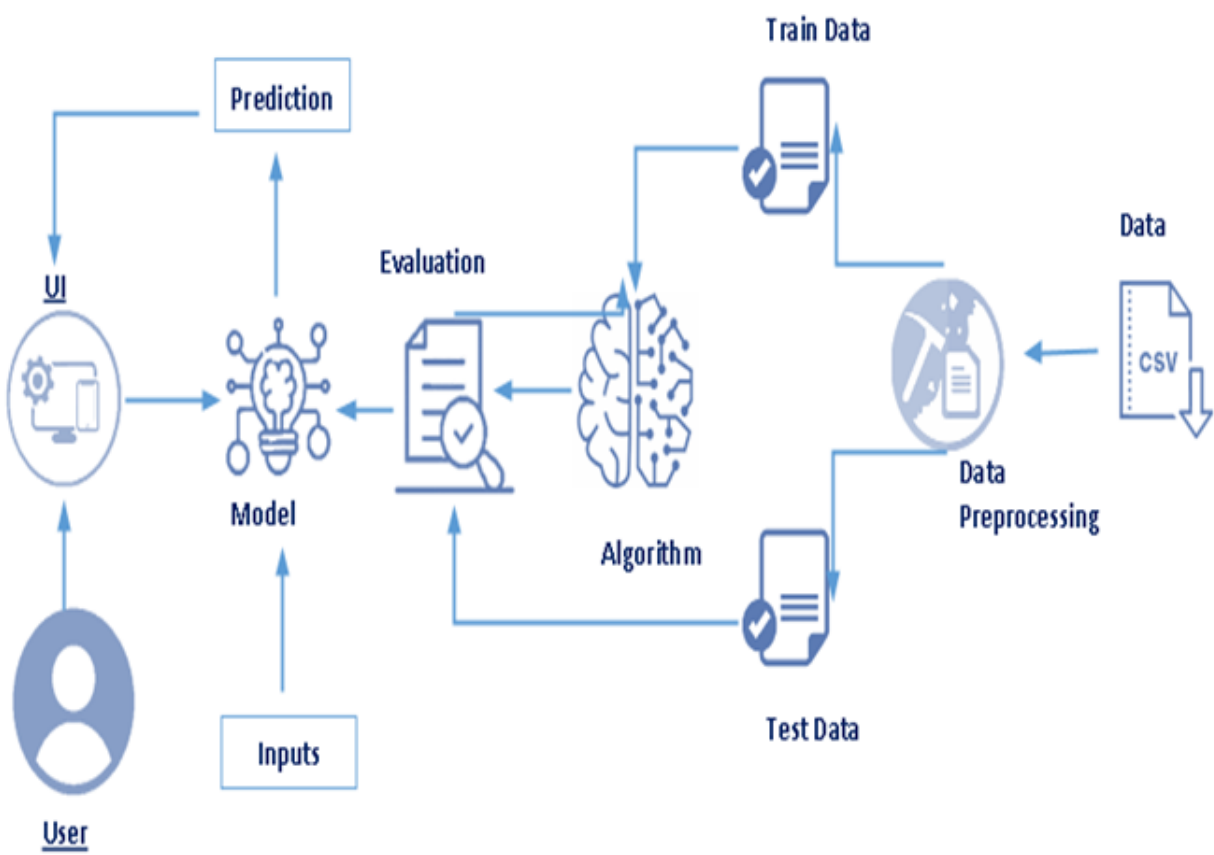 Train Data
Prediction
Data
Evaluation
UI
CSV
Data
Preprocessing
Model
Algorithm
Inputs
Test Data
User